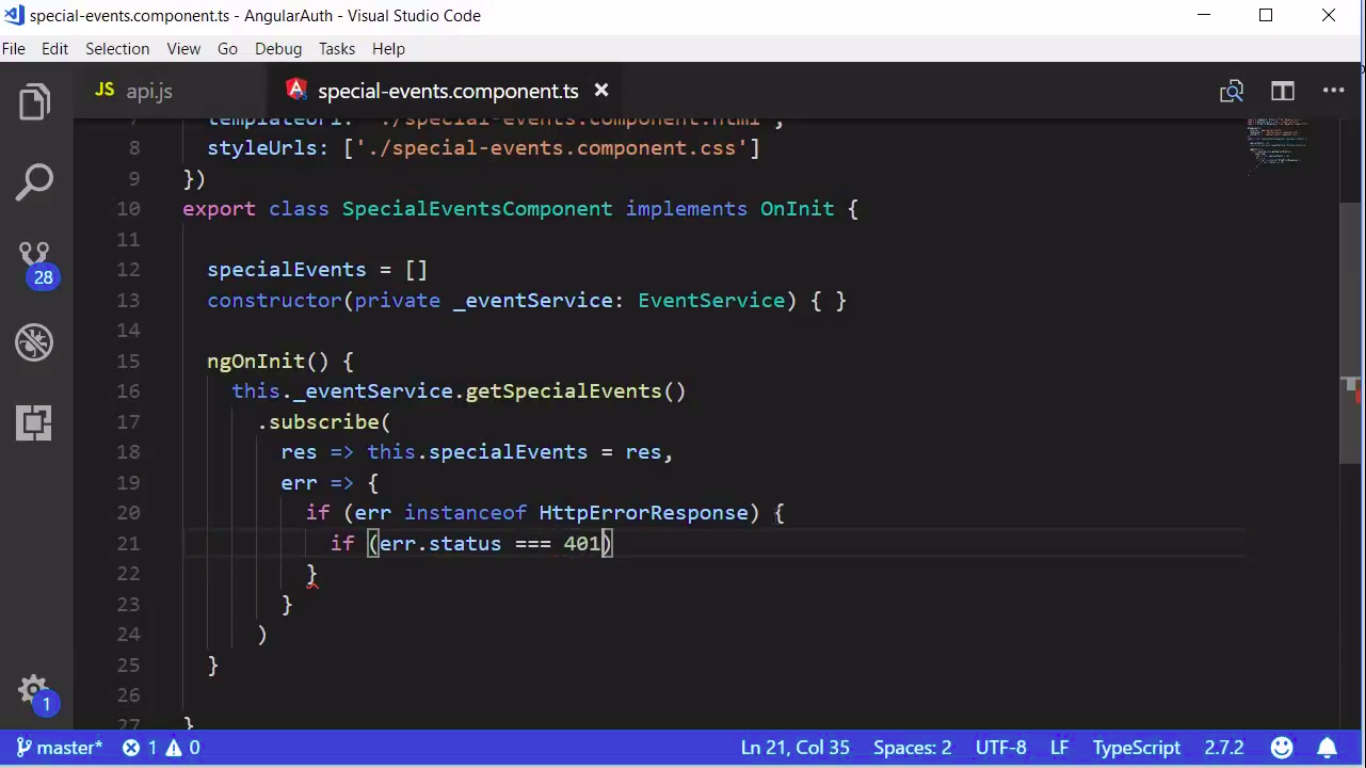 special-events.component.ts - AngularAuth - Visual Studio Code
File Edit Selection View Go Debug Tasks Help
JS api.js special-events.component.ts
7 templateUrl: './special-events.component.html',
8 styleUrls: ['./special-events.component.css']
9 })
10 export class SpecialEventsComponent implements OnInit {
11
12 specialEvents = []
13 constructor(private _eventService: EventService) { }
14
15 ngOnInit() {
16 this._eventService.getSpecialEvents()
17 .subscribe(
18 res => this.specialEvents = res,
19 err => {
20 if (err instanceof HttpErrorResponse) {
21 if (err.status === 401)
22 }
23 }
24 )
25 }
26
27 }
28
1
master* 1 0 Ln 21, Col 35 Spaces: 2 UTF-8 LF TypeScript 2.7.2